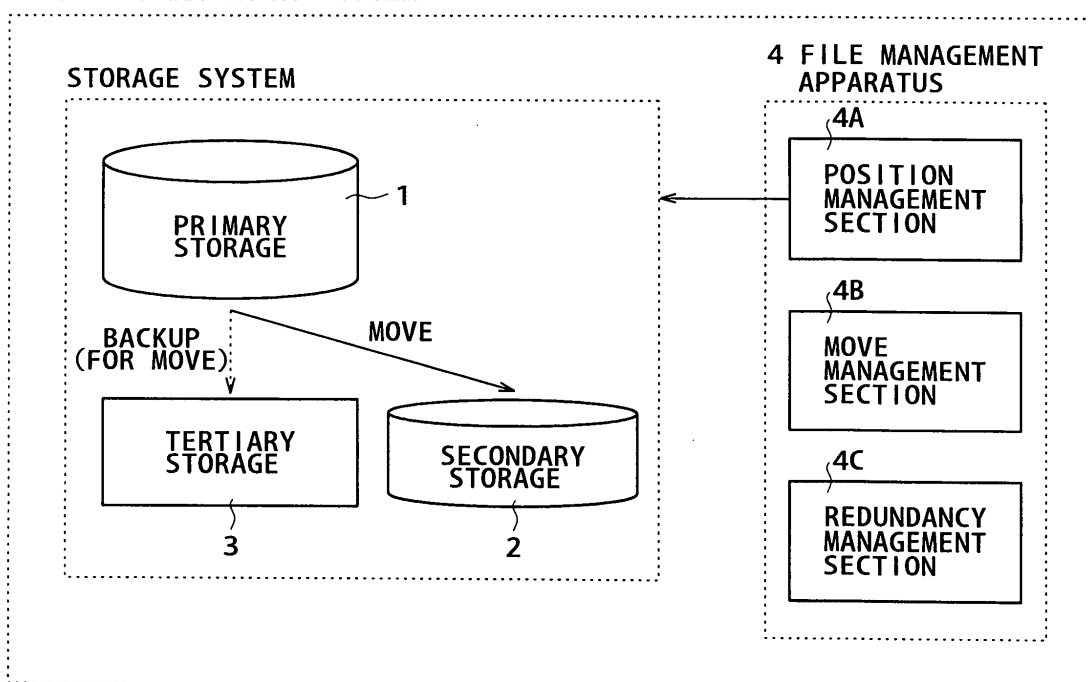 STORAGE SYSTEM
4 FILE MANAGEMENT
APPARATUS
1
PRIMARY
STORAGE
BACKUP
(FOR MOVE)
MOVE
TERTIARY
STORAGE
3
SECONDARY
STORAGE
2
4A
POSITION
MANAGEMENT
SECTION
4B
MOVE
MANAGEMENT
SECTION
4C
REDUNDANCY
MANAGEMENT
SECTION